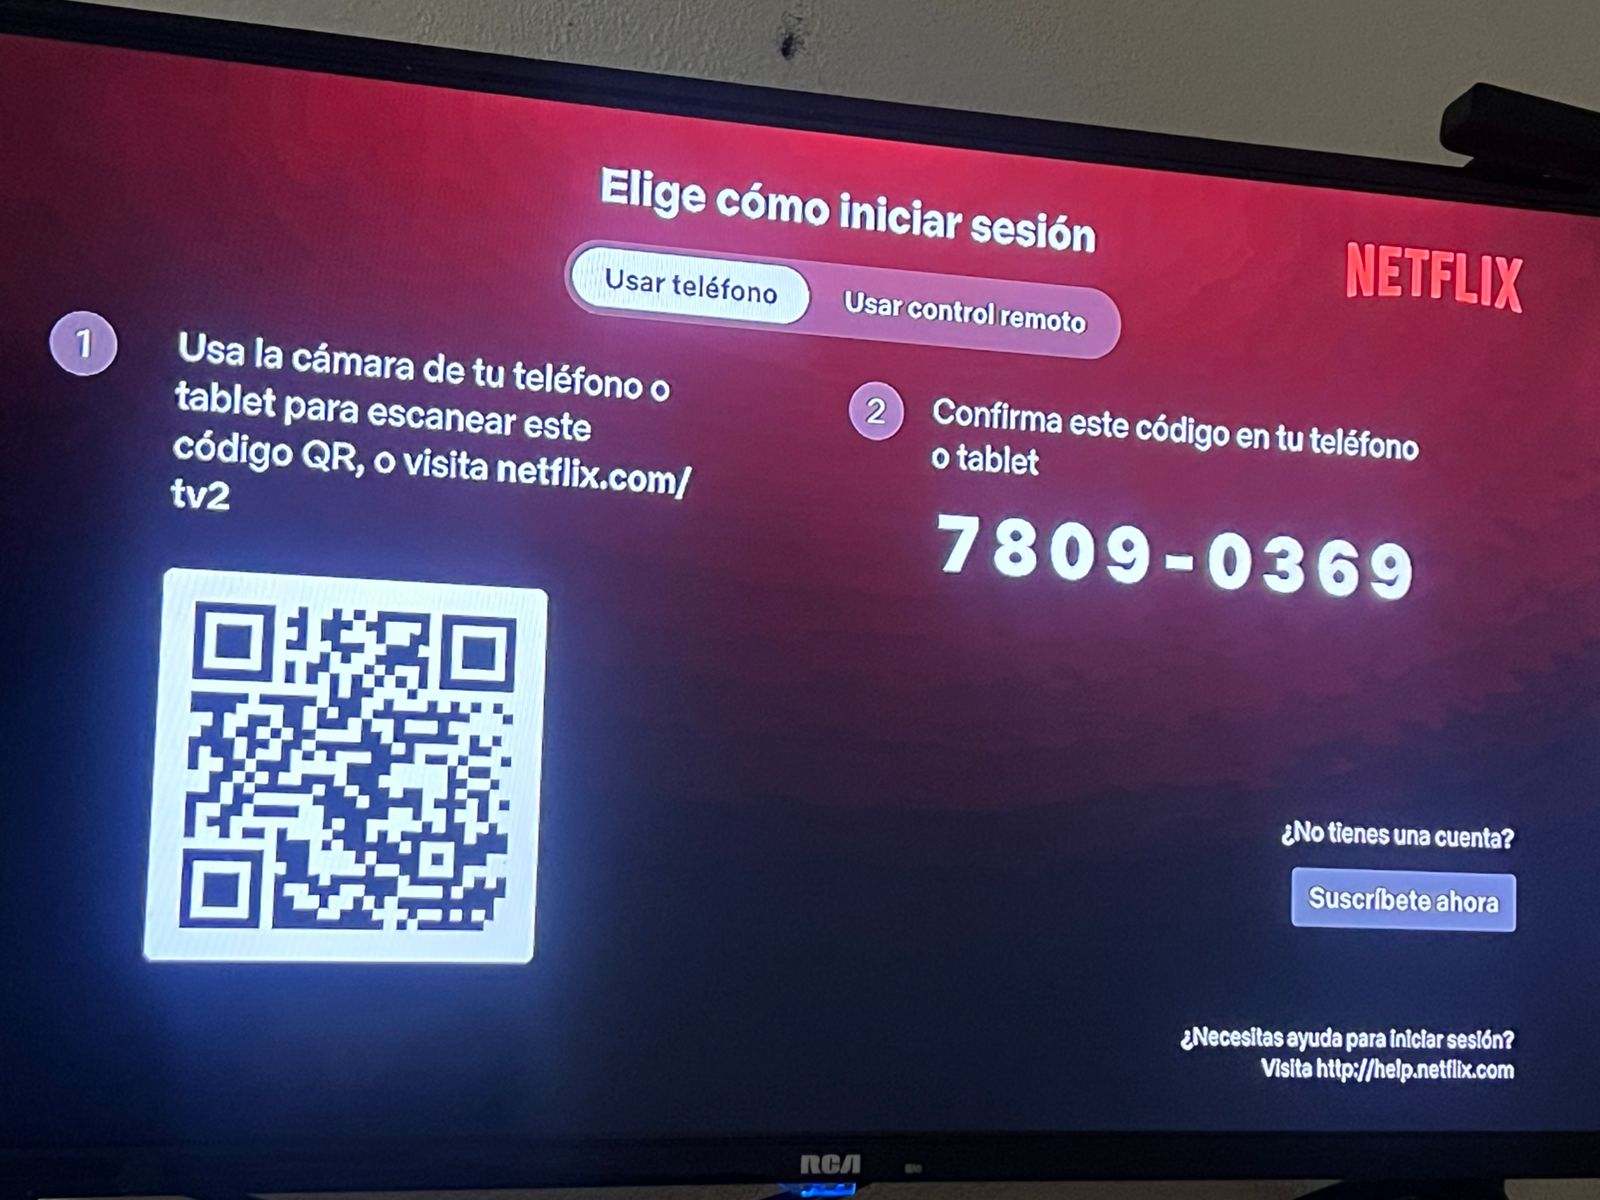 Elige cómo iniciar sesión
Usar teléfono
Usar control remoto
NETFLIX
1
Usa la cámara de tu teléfono o
tablet para escanear este
código QR, o visita netflix.com/
tv2
2
Confirma este código en tu teléfono
o tablet
7809-0369
¿No tienes una cuenta?
Suscríbete ahora
¿Necesitas ayuda para iniciar sesión?
Visita http://help.netflix.com
RCA